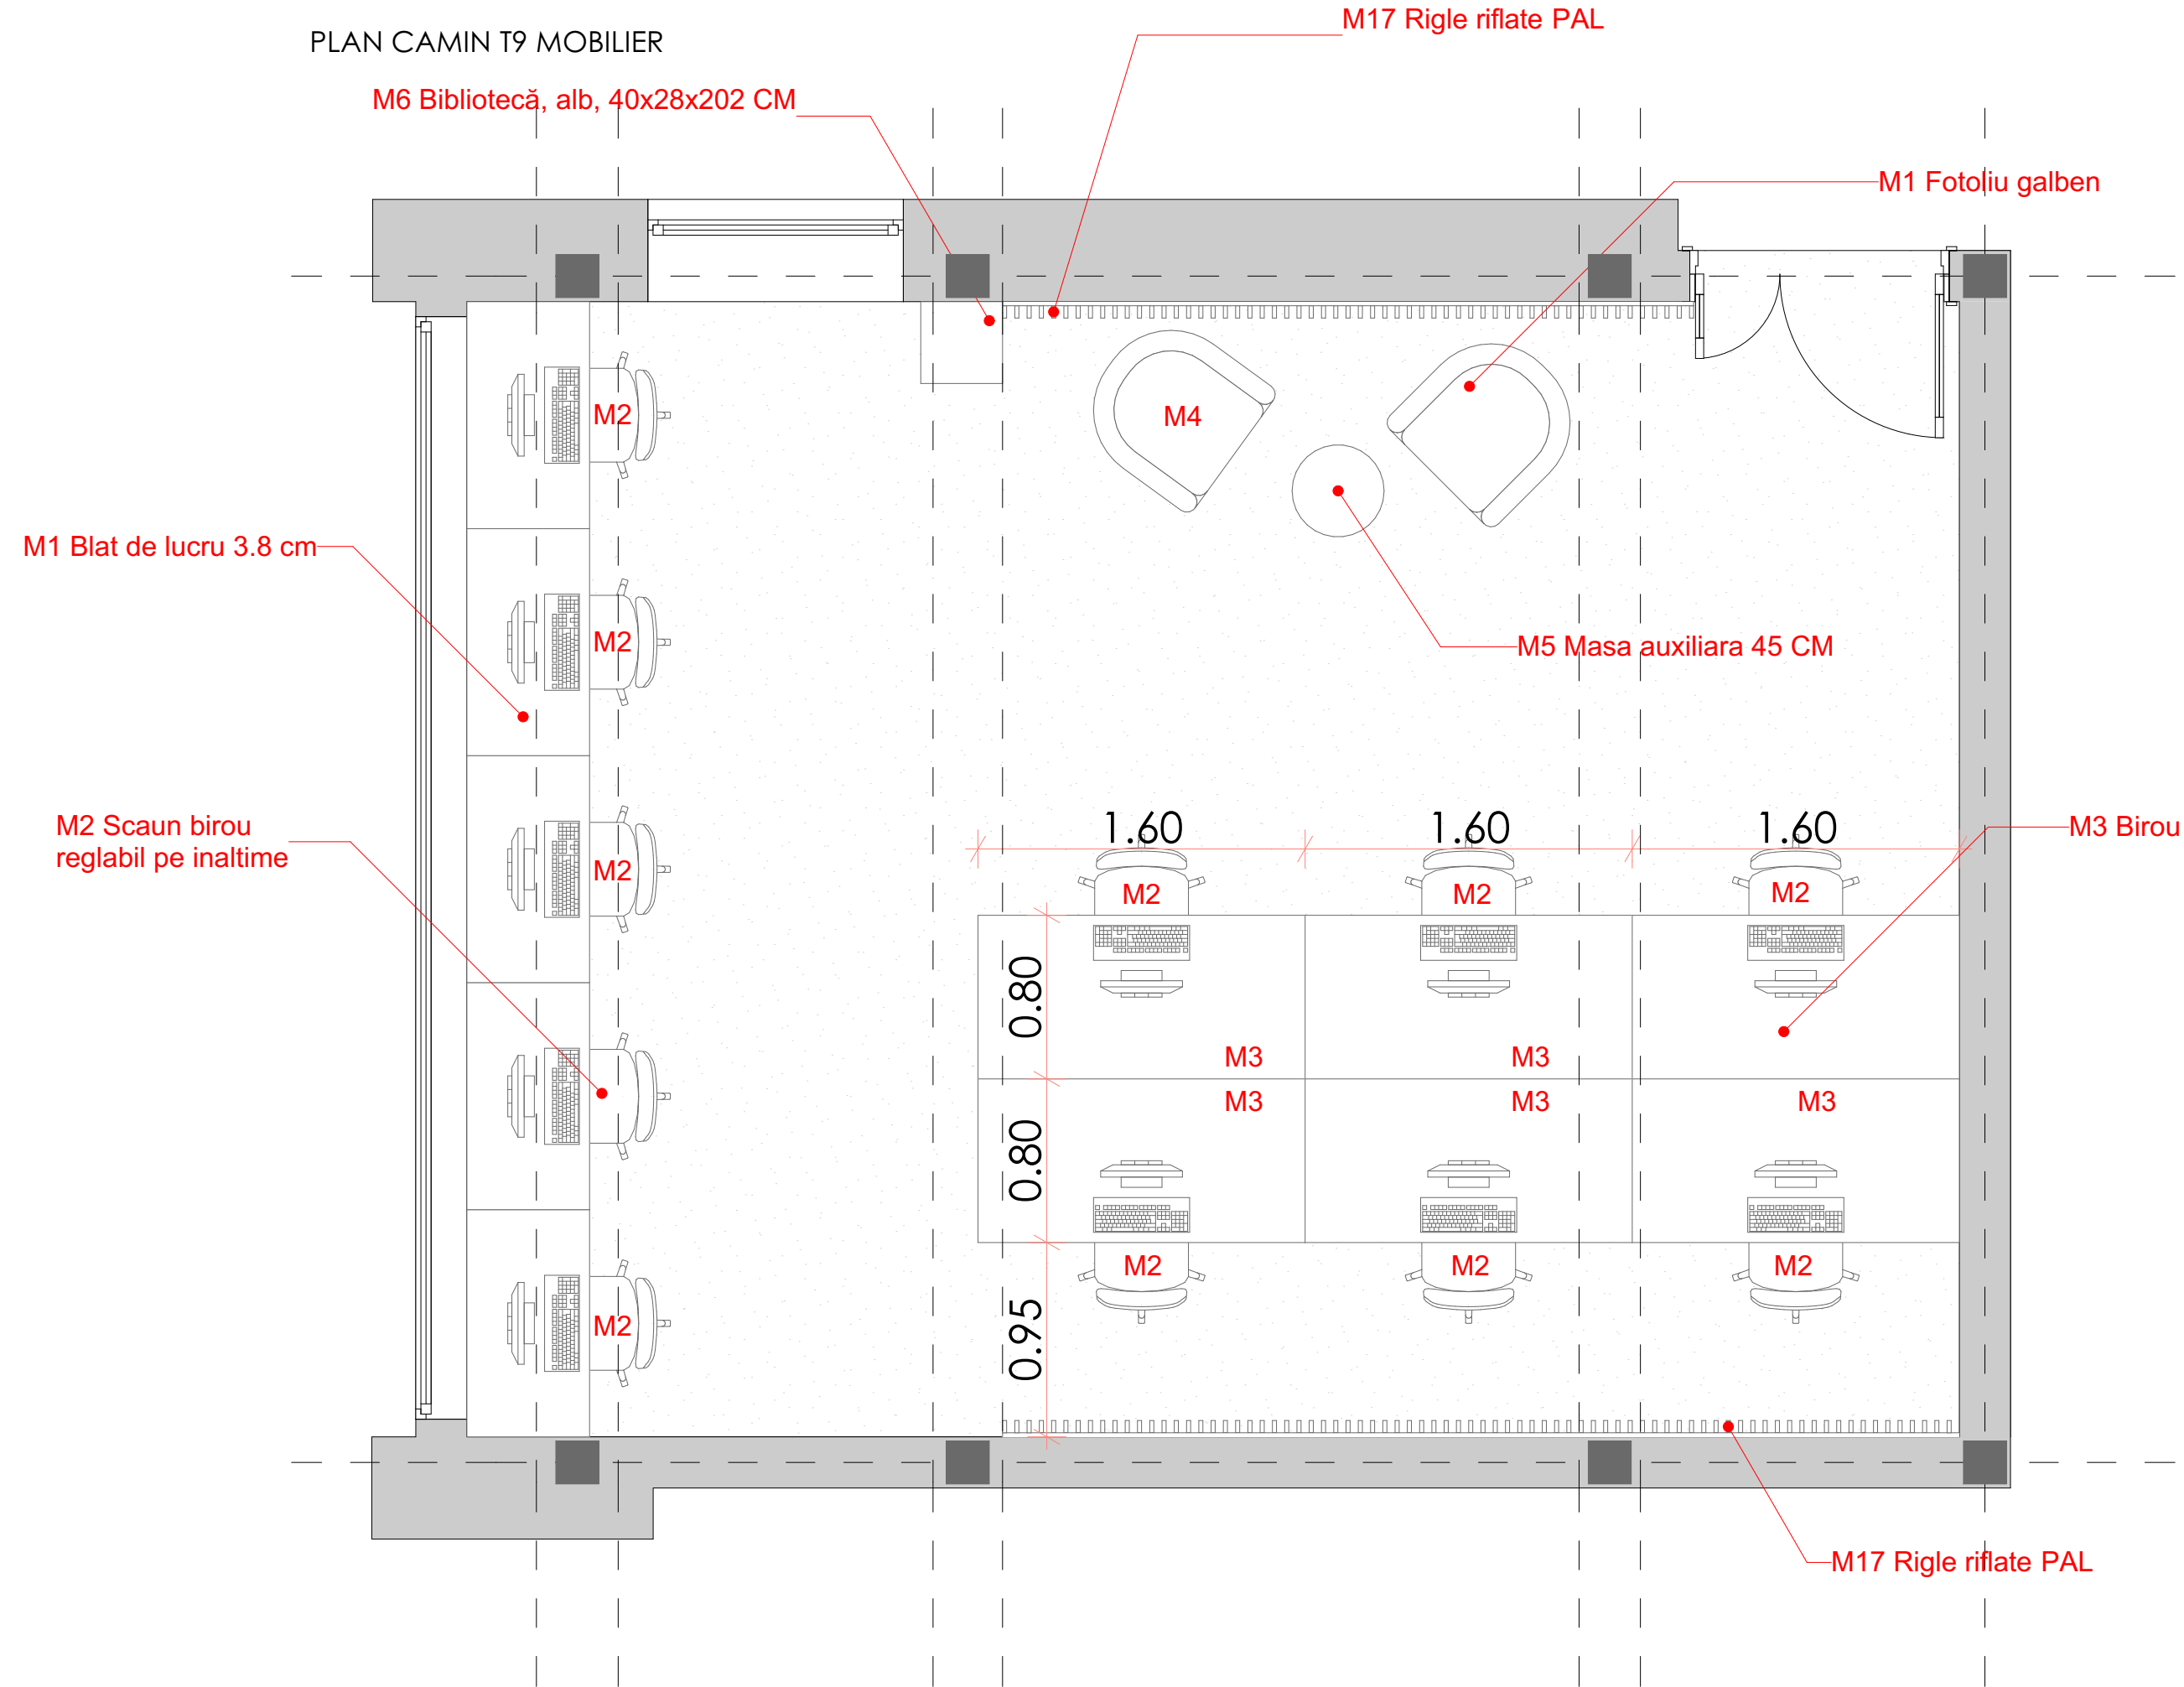 M17 Rigle riflate PAL
PLAN CAMIN T9 MOBILIER
M6 Bibliotecă, alb, 40x28x202 CM
M1 Fotoliu galben
M2
M4
M1 Blat de lucru 3.8 cm
M2
M5 Masa auxiliara 45 CM
M2 Scaun birou
reglabil pe inaltime
M2
1.60
1.60
1.60
M3 Birou
M2
M2
M2
0.80
M3
M3
M3
M3
M3
0.80
M2
M2
M2
M2
0.95
M17 Rigle riflate PAL